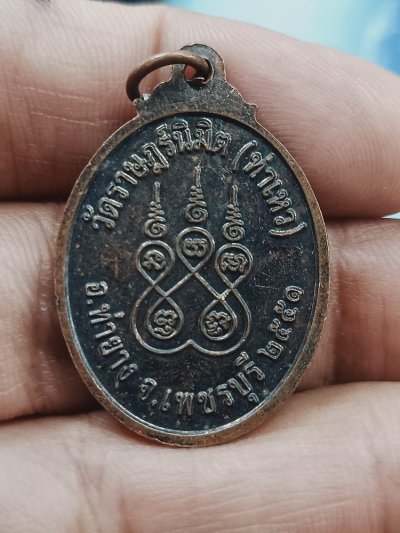 วัดราษฎร์นิมิต (ท่าเหว)
อ.ท่ายาง จ.เพชรบุรี ๒๕๕๑